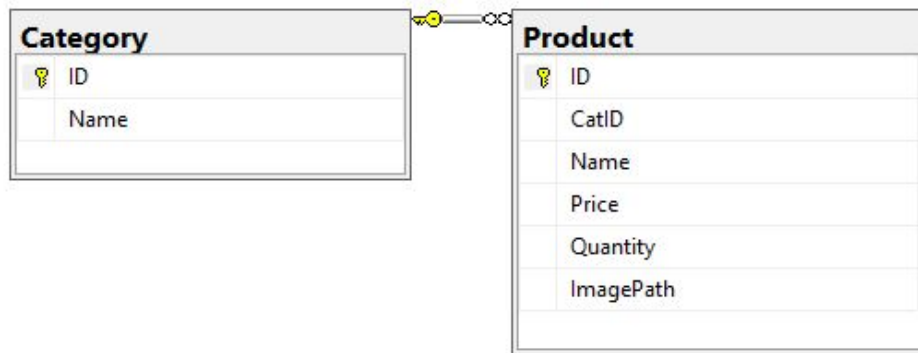 Category
ID
Name
Product
ID
CatID
Name
Price
Quantity
ImagePath